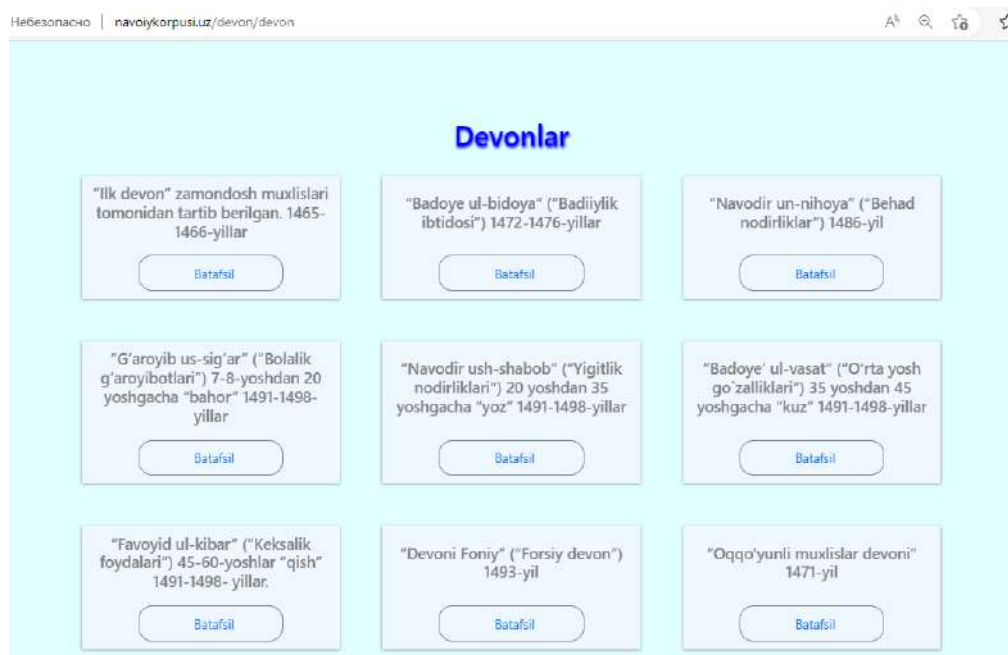 Небезопасно | navoiykorpusi.uz/devon/devon
Devonlar
"Ilk devon" zamondosh muxlislari
tomonidan tartib berilgan. 1465-
1466-yillar
Batafsil
"Badoye ul-bidoya" ("Badiiylik
ibtidosi") 1472-1476-yillar
Batafsil
"Navodir un-nihoya" ("Behad
nodirliklar") 1486-yil
Batafsil
"G'aroyib us-sig'ar" ("Bolalik
g'aroyibotlari") 7-8-yoshdan 20
yoshgacha "bahor" 1491-1498-
yillar
Batafsil
"Navodir ush-shabob" ("Yigitlik
nodirliklari") 20 yoshdan 35
yoshgacha "yoz" 1491-1498-yillar
Batafsil
"Badoye' ul-vasat" ("O'rta yosh
go`zalliklari") 35 yoshdan 45
yoshgacha "kuz" 1491-1498-yillar
Batafsil
"Favoyid ul-kibar" ("Keksalik
foydalari") 45-60-yoshlar "qish"
1491-1498- yillar.
Batafsil
"Devoni Foniy" ("Forsiy devon")
1493-yil
Batafsil
"Oqqo'yunli muxlislar devoni"
1471-yil
Batafsil